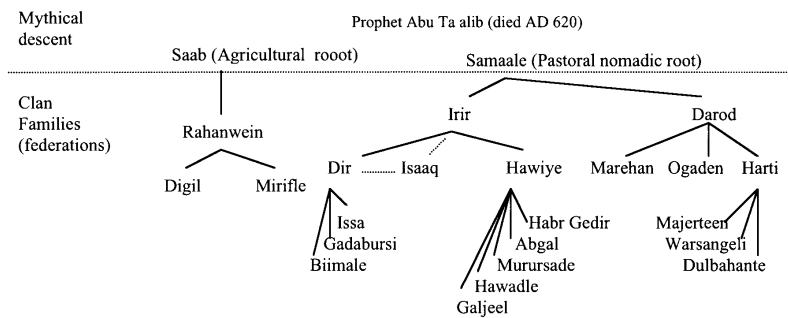 Mythical descent
Prophet Abu Ta alib (died AD 620)
Saab (Agricultural rooot)
Samaale (Pastoral nomadic root)
Clan Families (federations)
Irir
Darod
Rahanwein
Dir
Isaaq
Hawiye
Marehan
Ogaden
Harti
Digil
Mirifle
Issa
Gadabursi
Biimale
Habr Gedir
Abgal
Murursade
Hawadle
Galjeel
Majerteen
Warsangeli
Dulbahante